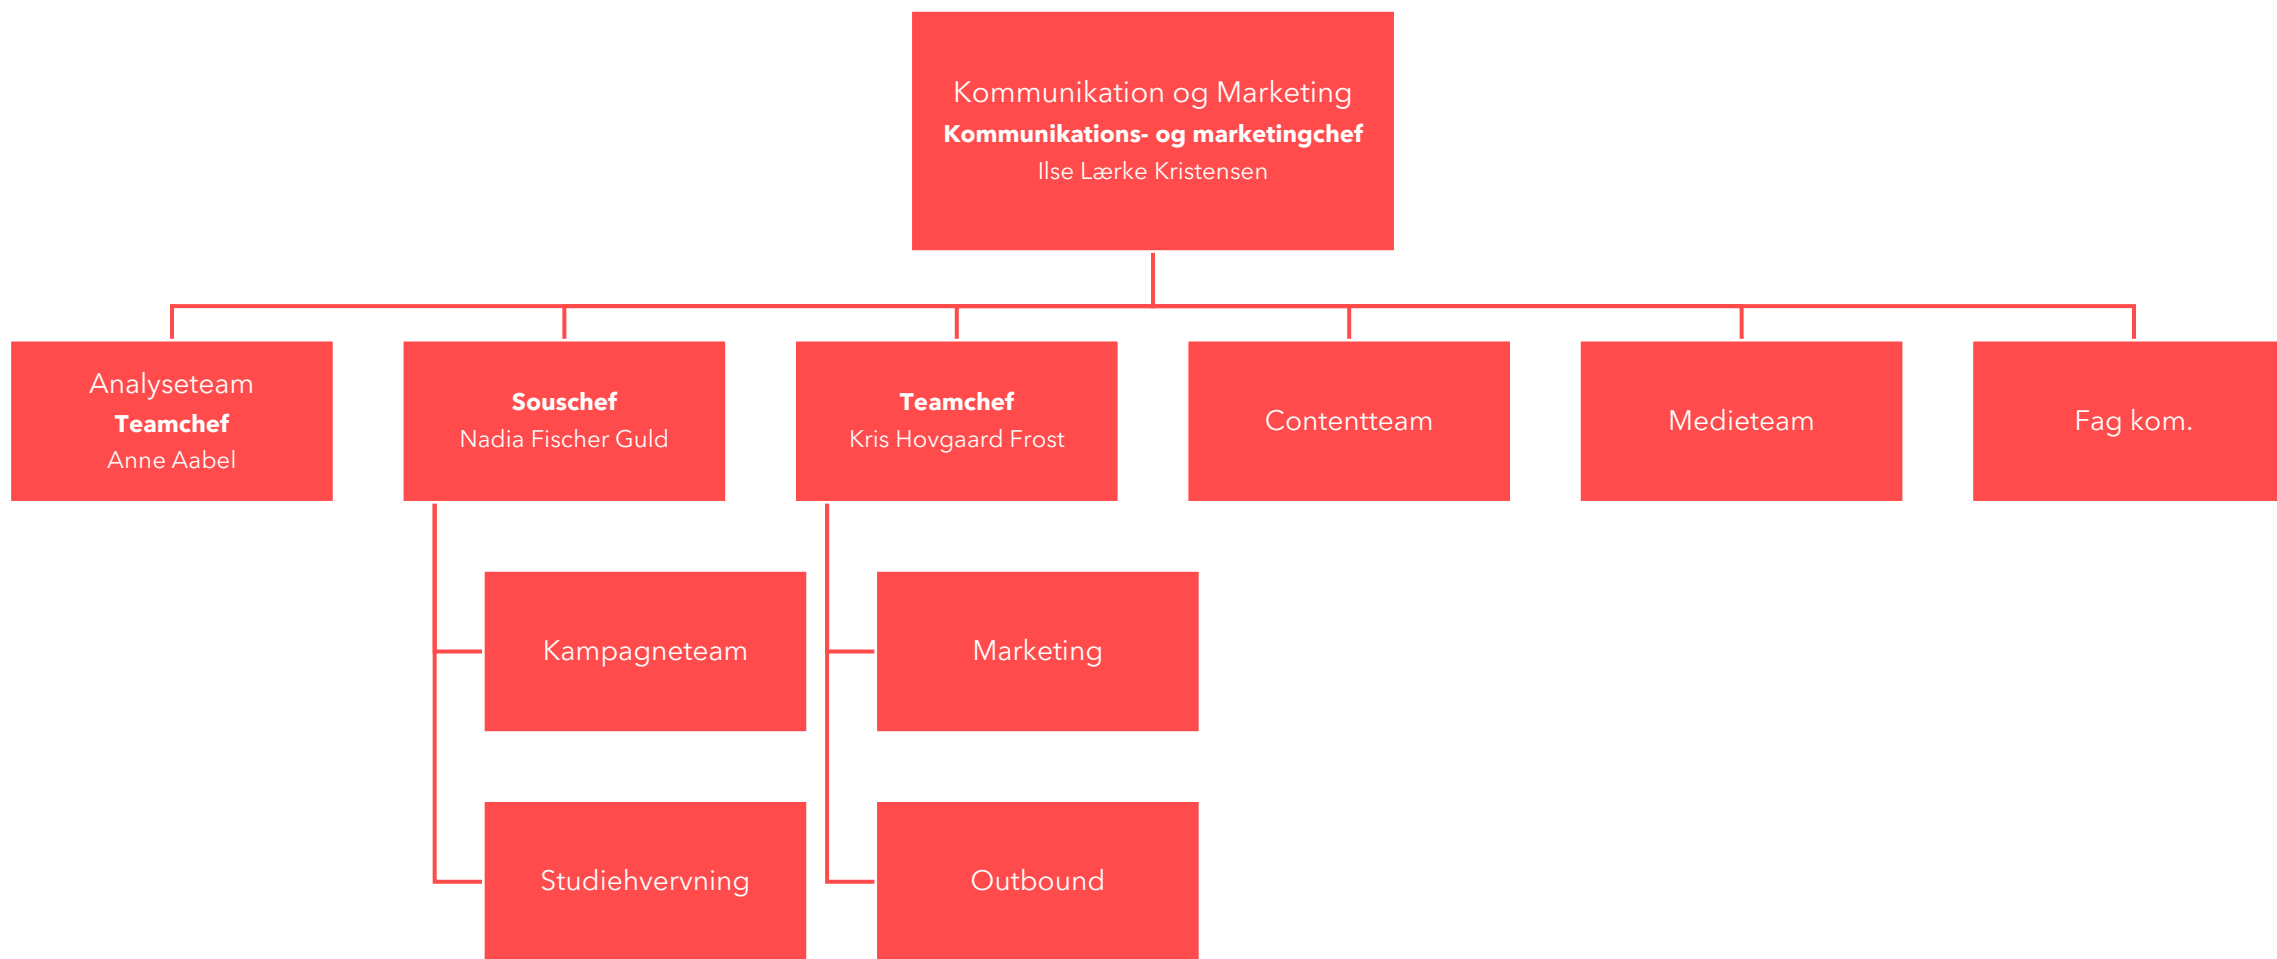 Kommunikation og Marketing
Kommunikations- og marketingchef
Ilse Lærke Kristensen
Analyseteam
Teamchef
Anne Aabel
Souschef
Nadia Fischer Guld
Teamchef
Kris Hovgaard Frost
Contentteam
Medieteam
Fag kom.
Kampagneteam
Marketing
Studiehvervning
Outbound